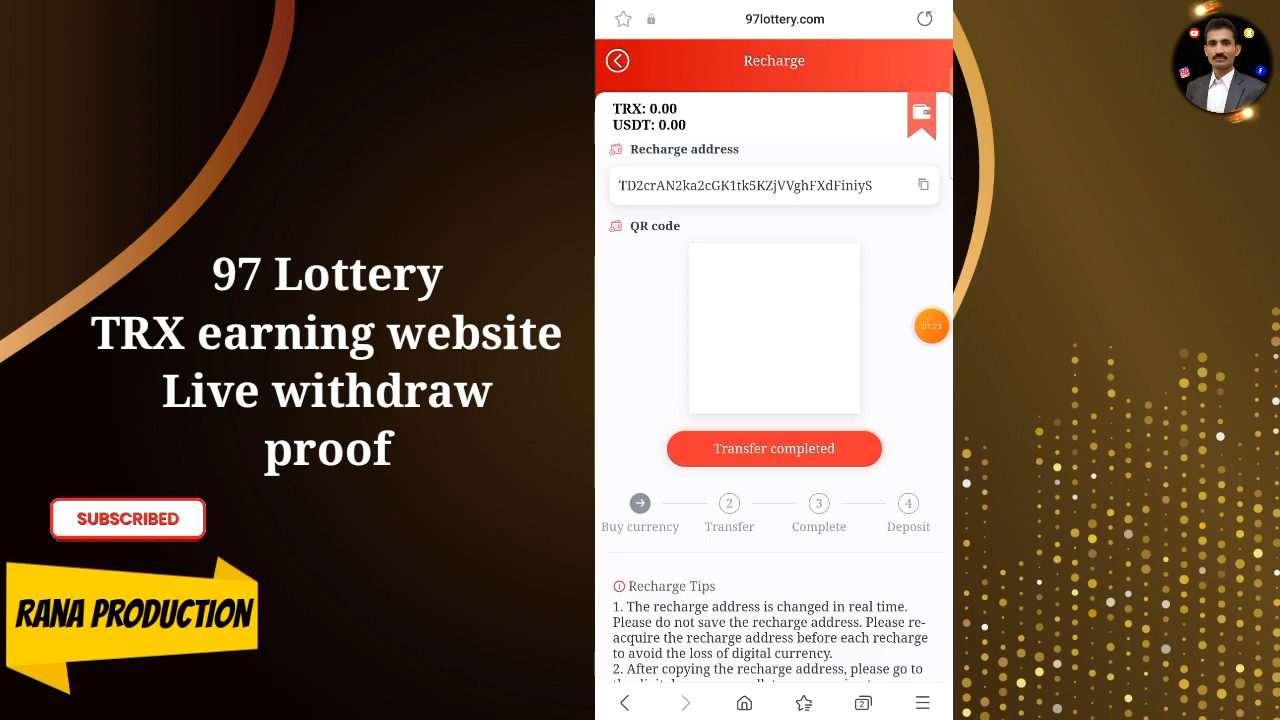 97 Lottery
TRX earning website
Live withdraw
proof
SUBSCRIBED
RANA PRODUCTION
97lottery.com
Recharge
TRX: 0.00
USDT: 0.00
Recharge address
TD2crAN2ka2cGK1tk5KZjVVghFXdFiniyS
QR code
01:23
Transfer completed
2
3
4
Buy currency
Transfer
Complete
Deposit
Recharge Tips
1. The recharge address is changed in real time.
Please do not save the recharge address. Please re-
acquire the recharge address before each recharge
to avoid the loss of digital currency.
2. After copying the recharge address, please go to
2